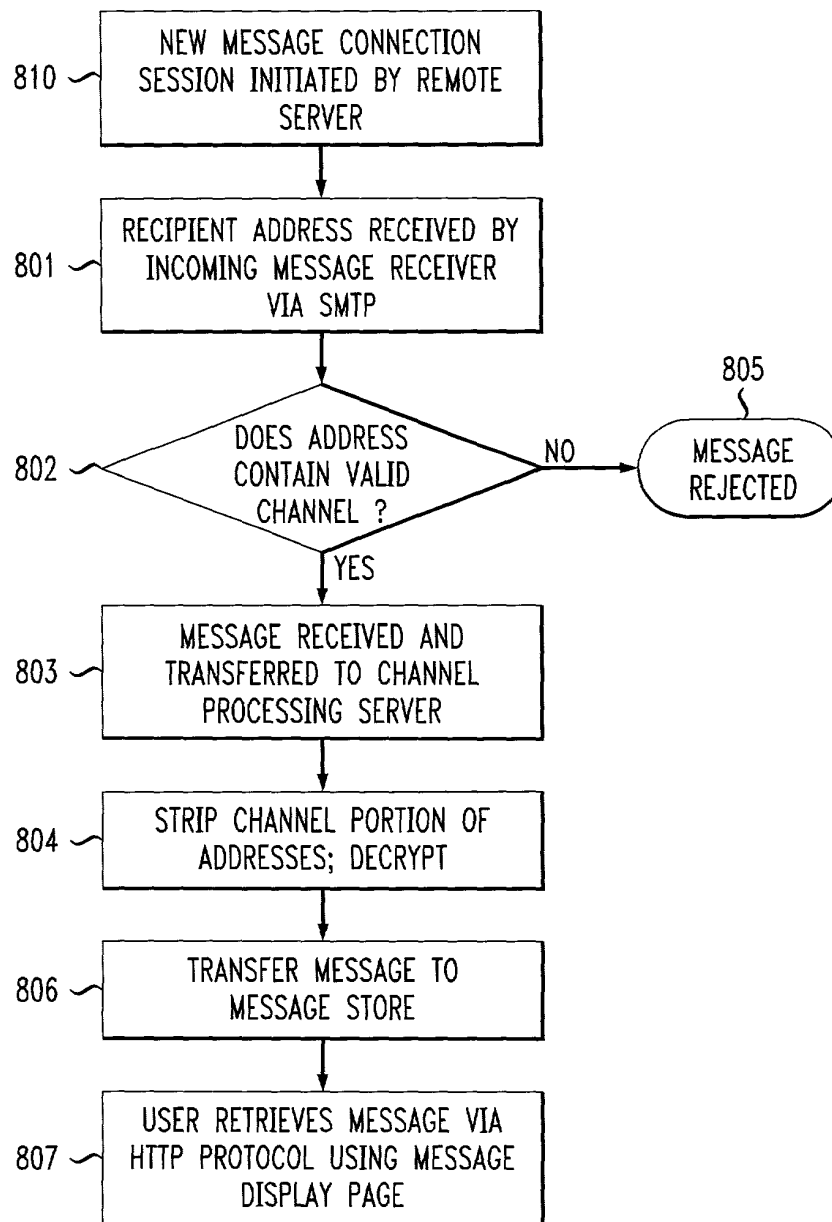 810
NEW MESSAGE CONNECTION
SESSION INITIATED BY REMOTE
SERVER
801
RECIPIENT ADDRESS RECEIVED BY
INCOMING MESSAGE RECEIVER
VIA SMTP
802
DOES ADDRESS
CONTAIN VALID
CHANNEL ?
NO
805
MESSAGE
REJECTED
YES
803
MESSAGE RECEIVED AND
TRANSFERRED TO CHANNEL
PROCESSING SERVER
804
STRIP CHANNEL PORTION OF
ADDRESSES; DECRYPT
806
TRANSFER MESSAGE TO
MESSAGE STORE
807
USER RETRIEVES MESSAGE VIA
HTTP PROTOCOL USING MESSAGE
DISPLAY PAGE